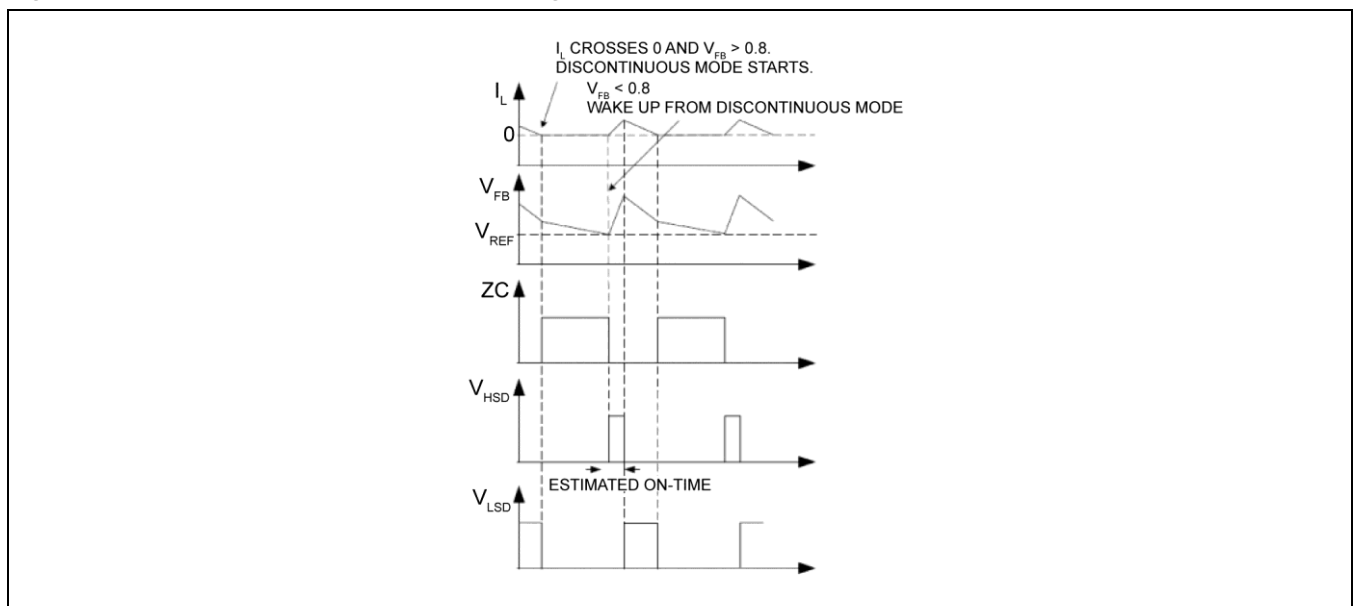 I_L CROSSES 0 AND V_FB > 0.8.
DISCONTINUOUS MODE STARTS.
V_FB < 0.8
WAKE UP FROM DISCONTINUOUS MODE
I_L
0
V_FB
V_REF
ZC
V_HSD
ESTIMATED ON-TIME
V_LSD